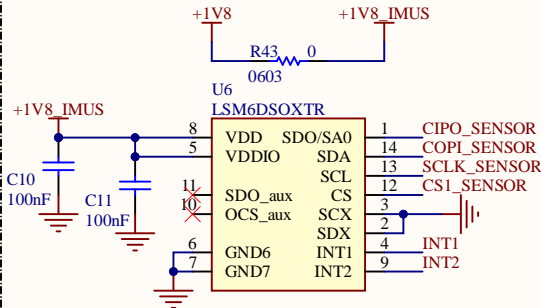 +1V8 +1V8_IMUS
R43 0
0603
U6
LSM6DSOXTR
+1V8_IMUS
8 VDD SDO/SA0 1 CIPO_SENSOR
5 VDDIO SDA 14 COPI_SENSOR
SCL 13 SCLK_SENSOR
C10
100nF
C11
100nF
11 SDO_aux CS 12 CS1_SENSOR
10 OCS_aux SCX 3
SDX 2
6 GND6 INT1 4 INT1
7 GND7 INT2 9 INT2